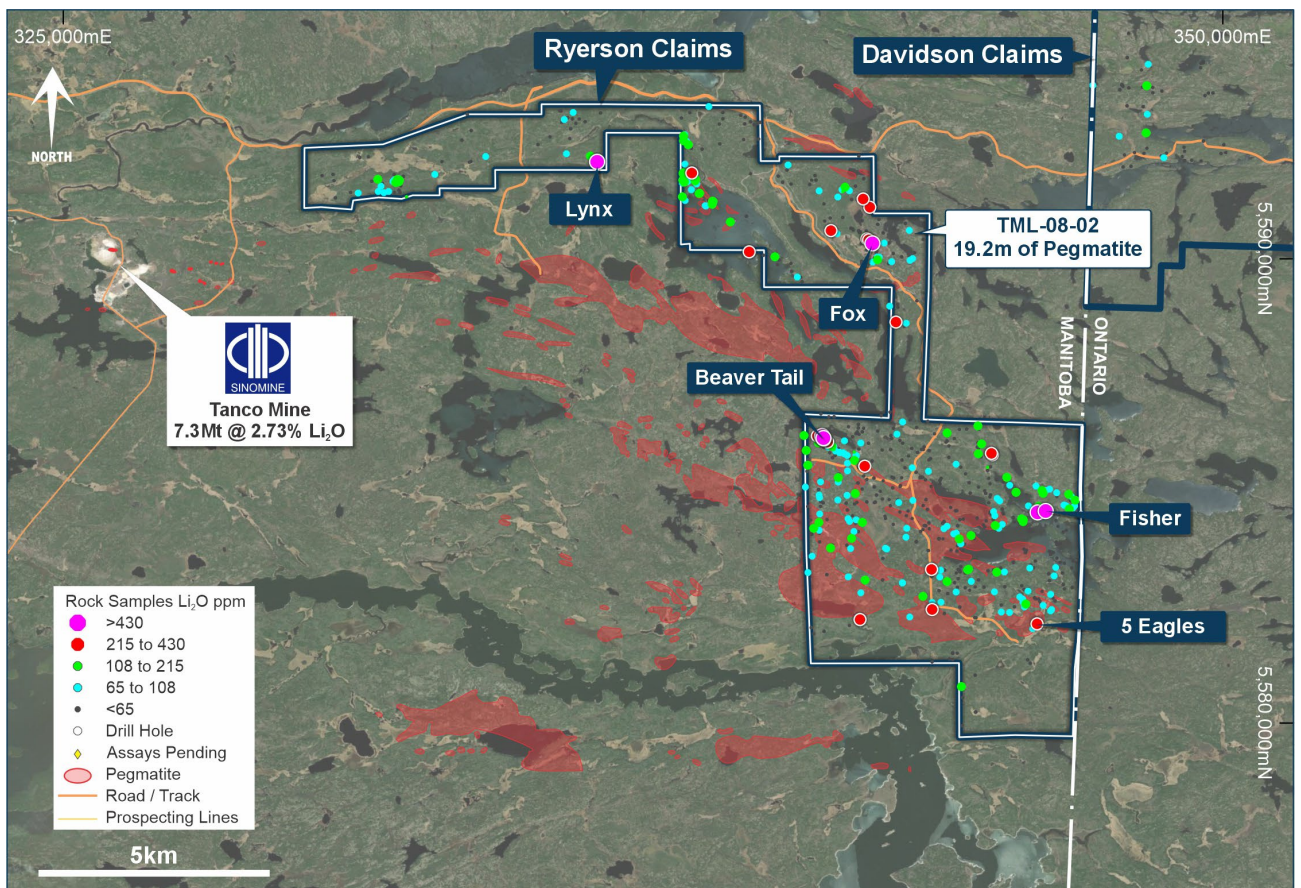 325,000mE
350,000mE
Ryerson Claims
Davidson Claims
NORTH
Lynx
TML-08-02
19.2m of Pegmatite
5,590,000mN
Fox
ONTARIO
MANITOBA
Beaver Tail
SINOMINE
Tanco Mine
7.3Mt @ 2.73% Li₂O
Fisher
5 Eagles
Rock Samples Li₂O ppm
>430
215 to 430
108 to 215
65 to 108
<65
Drill Hole
Assays Pending
Pegmatite
Road / Track
Prospecting Lines
5,580,000mN
5km